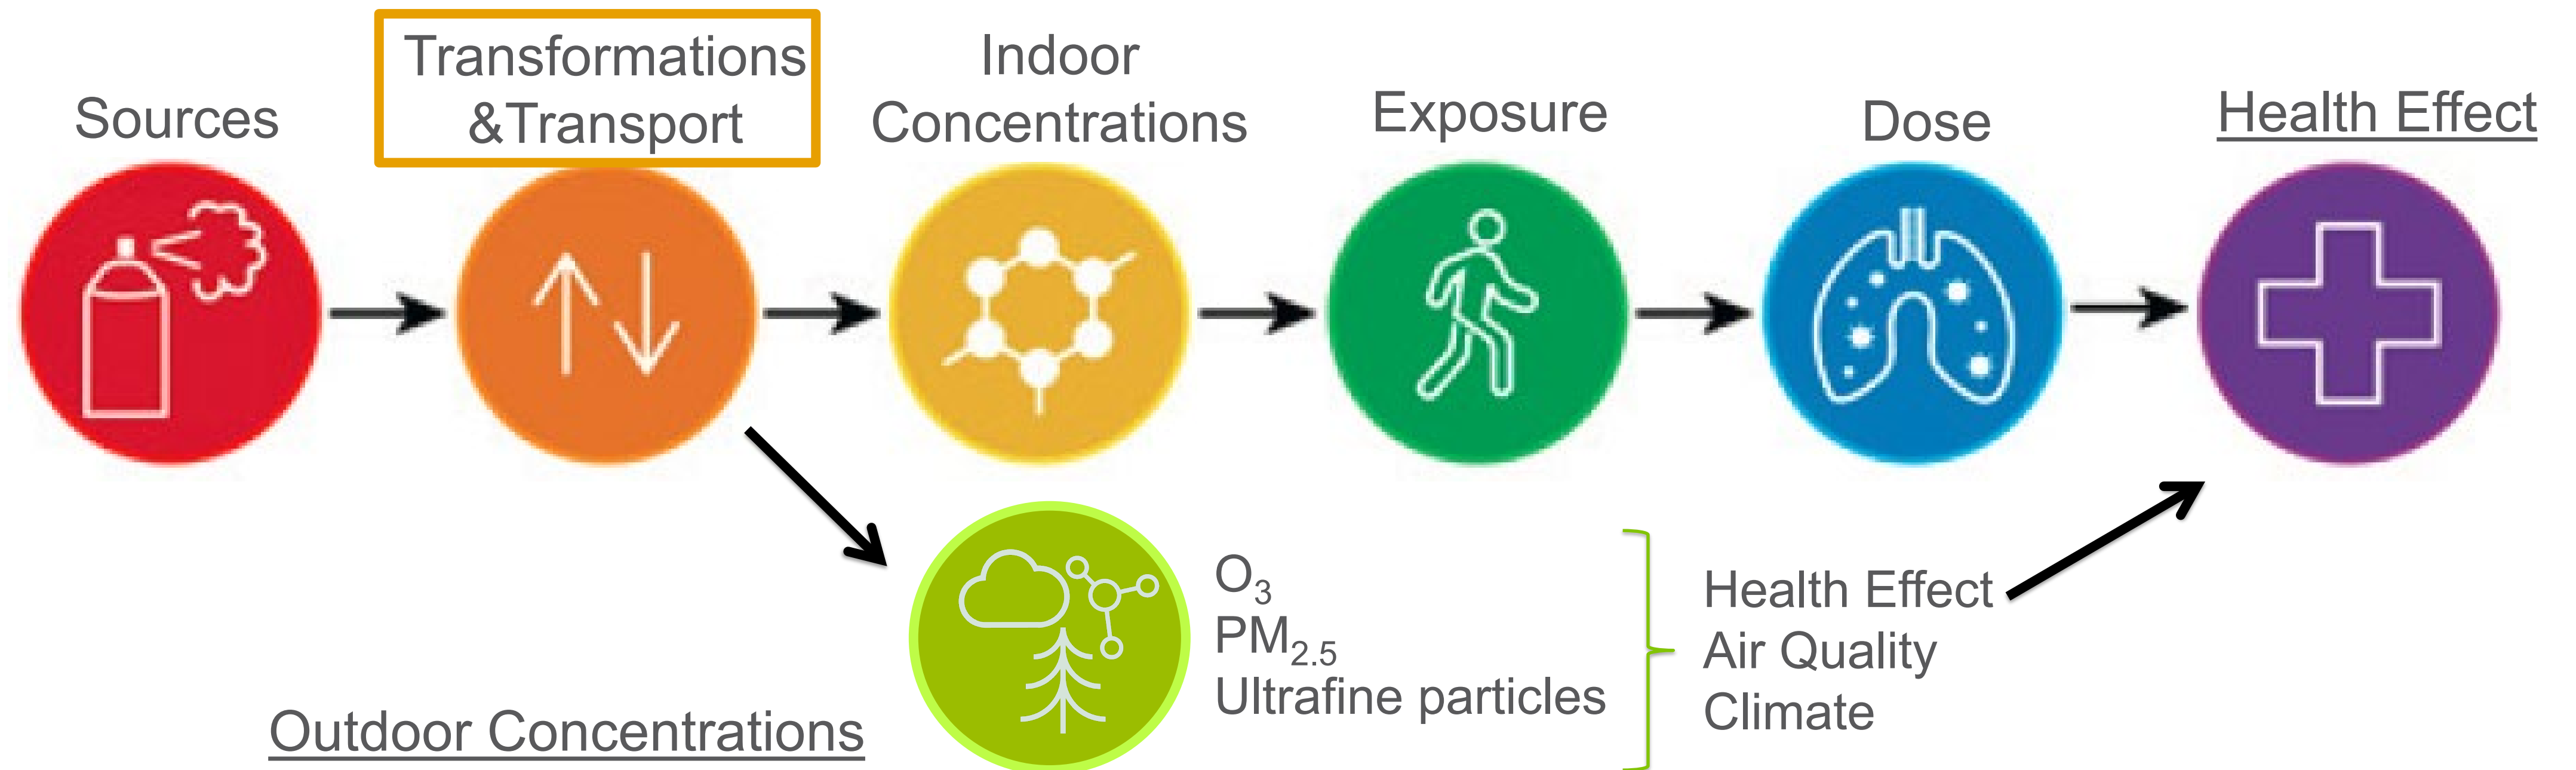 Sources
Transformations
&Transport
Indoor
Concentrations
Exposure
Dose
Health Effect
Outdoor Concentrations
O₃
PM₂.₅
Ultrafine particles
Health Effect
Air Quality
Climate